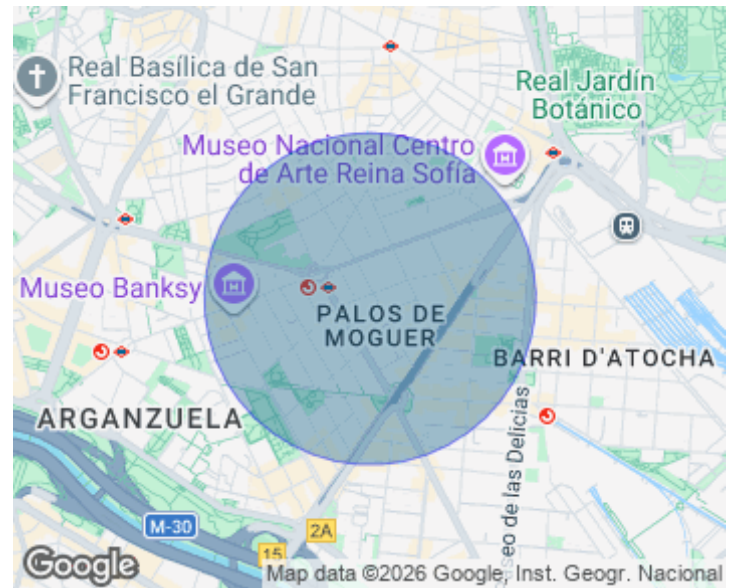 Real Basílica de San
Francisco el Grande
Real Jardín
Botánico
Museo Nacional Centro
de Arte Reina Sofía
Museo Banksy
PALOS DE
MOGUER
BARRI D'ATOCHA
ARGANZUELA
seo de las Delicias
M-30
2A
15
Google
Map data ©2026 Google, Inst. Geogr. Nacional